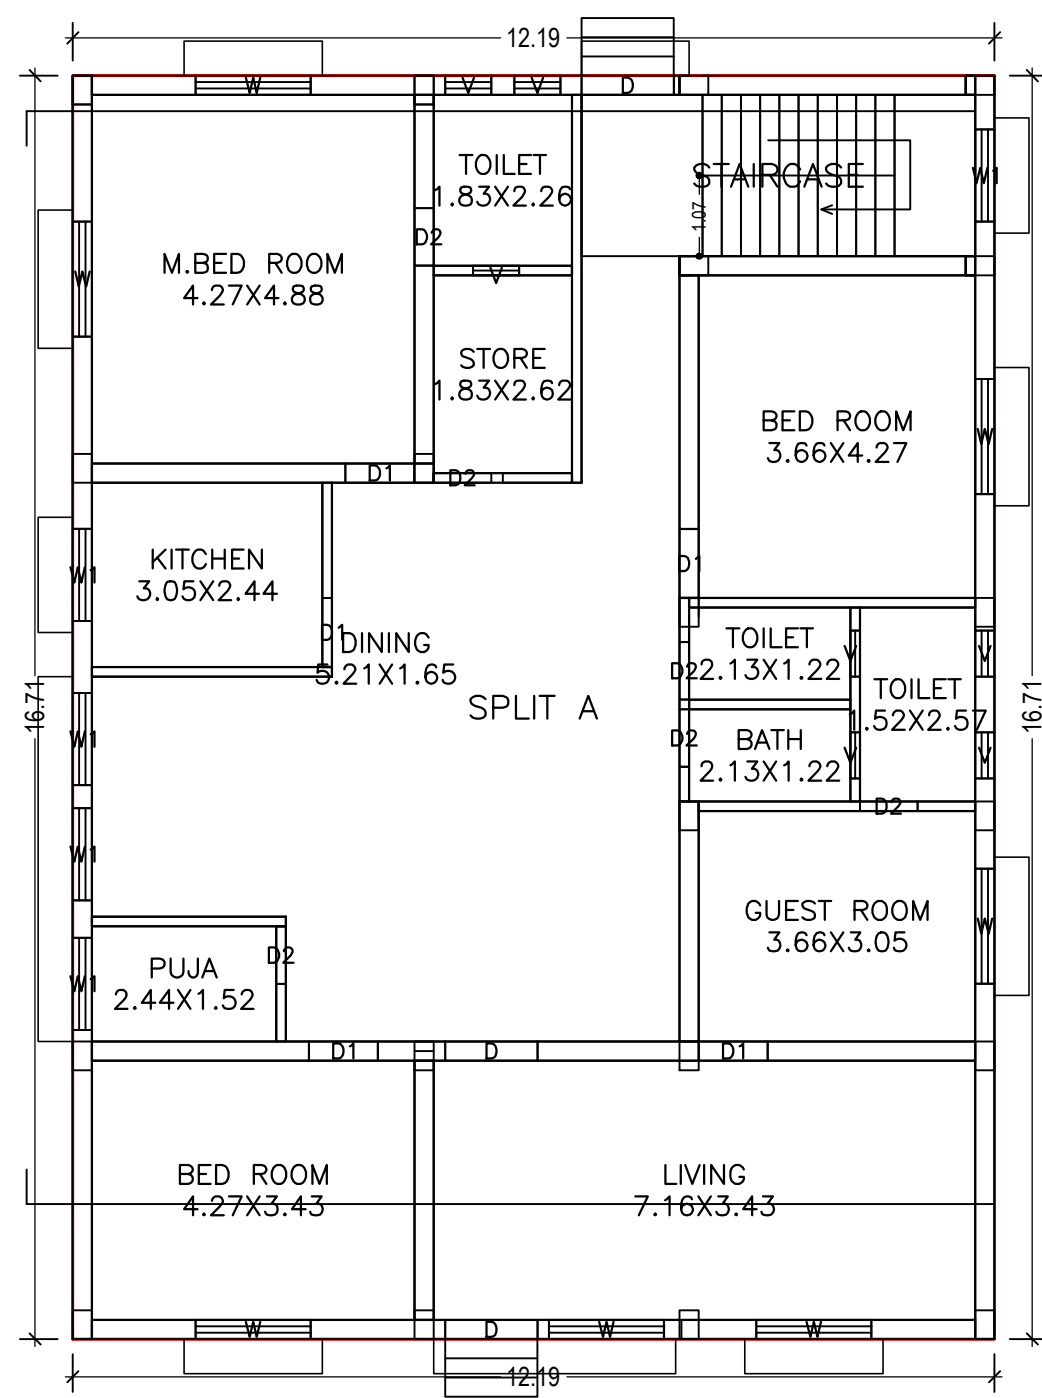 12.19
W
V
V
D
TOILET
1.83X2.26
STAIRCASE
W1
1.07
D2
M.BED ROOM
4.27X4.88
W
V
STORE
1.83X2.62
BED ROOM
3.66X4.27
W
D1
D2
KITCHEN
3.05X2.44
W1
D1
D1
DINING
5.21X1.65
TOILET
2.13X1.22
D2
V
V
TOILET
1.52X2.57
16.71
16.71
SPLIT A
W1
D2
BATH
2.13X1.22
V
V
D2
W1
GUEST ROOM
3.66X3.05
W
PUJA
2.44X1.52
W1
D2
D1
D
D1
BED ROOM
4.27X3.43
LIVING
7.16X3.43
W
D
W
W
12.19